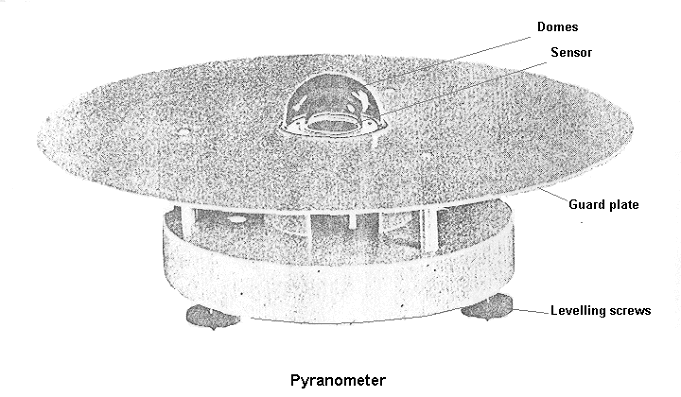 Domes
Sensor
Guard plate
Levelling screws
Pyranometer